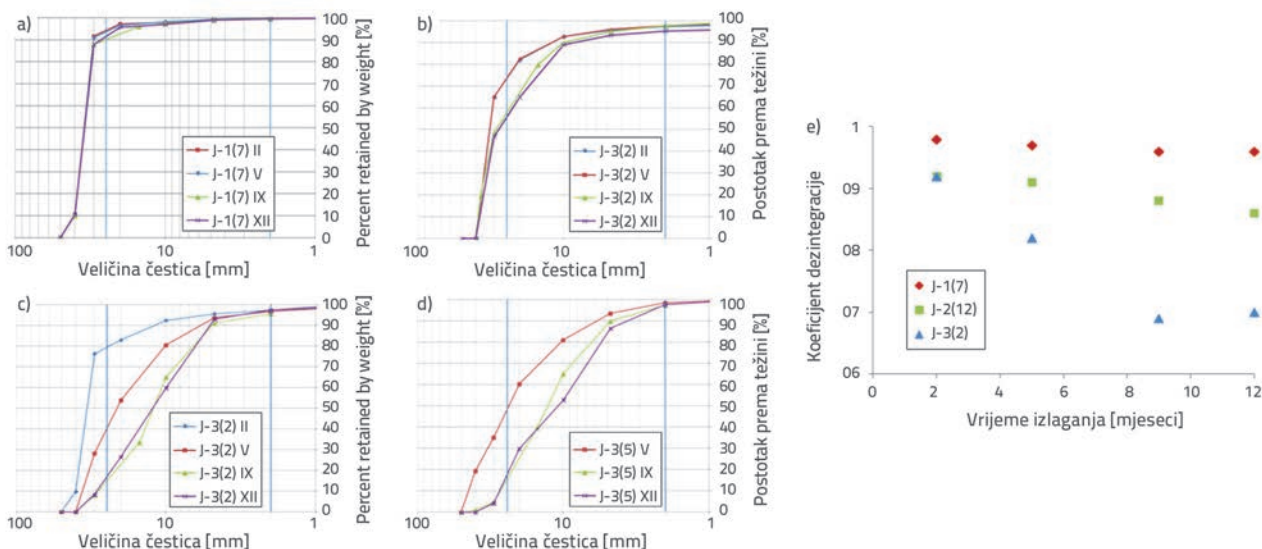 a)
100
90
80
70
60
50
40
30
20
10
0
Percent retained by weight [%]
J-1(7) II
J-1(7) V
J-1(7) IX
J-1(7) XII
100
10
1
Veličina čestica [mm]
b)
100
90
80
70
60
50
40
30
20
10
0
Postotak prema težini [%]
J-3(2) II
J-3(2) V
J-3(2) IX
J-3(2) XII
100
10
1
Veličina čestica [mm]
c)
100
90
80
70
60
50
40
30
20
10
0
Percent retained by weight [%]
J-3(2) II
J-3(2) V
J-3(2) IX
J-3(2) XII
100
10
1
Veličina čestica [mm]
d)
100
90
80
70
60
50
40
30
20
10
0
Postotak prema težini [%]
J-3(5) V
J-3(5) IX
J-3(5) XII
100
10
1
Veličina čestica [mm]
e)
1
09
08
07
06
Koeficijent dezintegracije
J-1(7)
J-2(12)
J-3(2)
0
2
4
6
8
10
12
Vrijeme izlaganja [mjeseci]